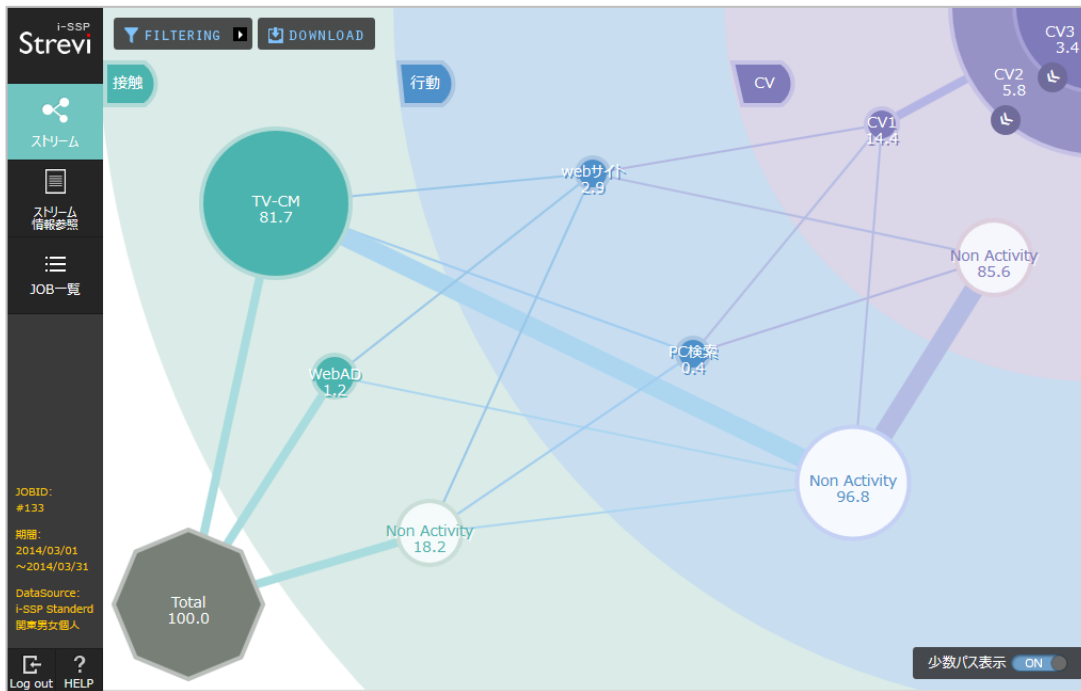 i-SSP
Strevi
FILTERING
DOWNLOAD
接触
行動
CV
CV3
3.4
CV2
5.8
CV1
14.4
ストリーム
ストリーム
情報参照
JOB一覧
TV-CM
81.7
webサイト
2.9
Non Activity
85.6
PC検索
0.4
WebAD
1.2
Non Activity
96.8
Non Activity
18.2
Total
100.0
JOBID:
#133
期間:
2014/03/01
～2014/03/31
DataSource:
i-SSP Standerd
関東男女個人
Log out
?
HELP
少数パス表示 ON